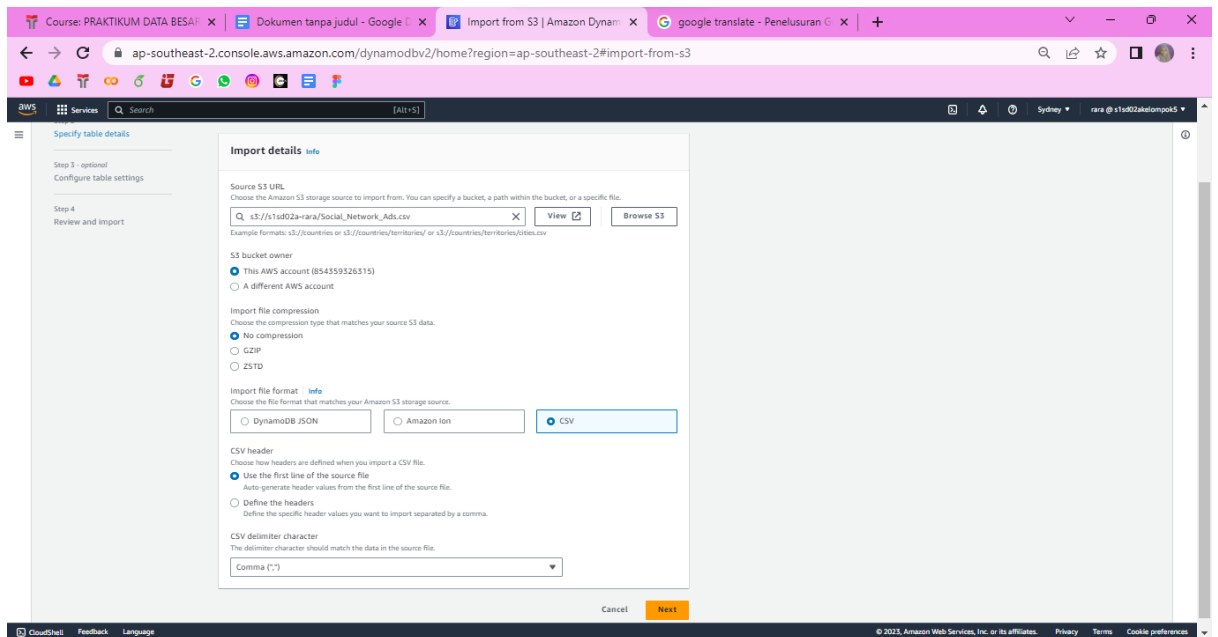 Course: PRAKTIKUM DATA BESAR
Dokumen tanpa judul - Google D
Import from S3 | Amazon Dynam
google translate - Penelusuran G
ap-southeast-2.console.aws.amazon.com/dynamodbv2/home?region=ap-southeast-2#import-from-s3
aws
Services
Search
[Alt+S]
Sydney
rara @ s1sd02akelompok5
Specify table details
Step 3 - optional
Configure table settings
Step 4
Review and import
Import details Info
Source S3 URL
Choose the Amazon S3 storage source to import from. You can specify a bucket, a path within the bucket, or a specific file.
s3://s1sd02a-rara/Social_Network_Ads.csv
View
Browse S3
Example formats: s3://countries or s3://countries/territories/ or s3://countries/territories/cities.csv
S3 bucket owner
This AWS account (854359326315)
A different AWS account
Import file compression
Choose the compression type that matches your source S3 data.
No compression
GZIP
ZSTD
Import file format Info
Choose the file format that matches your Amazon S3 storage source.
DynamoDB JSON
Amazon Ion
CSV
CSV header
Choose how headers are defined when you import a CSV file.
Use the first line of the source file
Auto-generate header values from the first line of the source file.
Define the headers
Define the specific header values you want to import separated by a comma.
CSV delimiter character
The delimiter character should match the data in the source file.
Comma (",")
Cancel
Next
CloudShell
Feedback
Language
© 2023, Amazon Web Services, Inc. or its affiliates.
Privacy
Terms
Cookie preferences